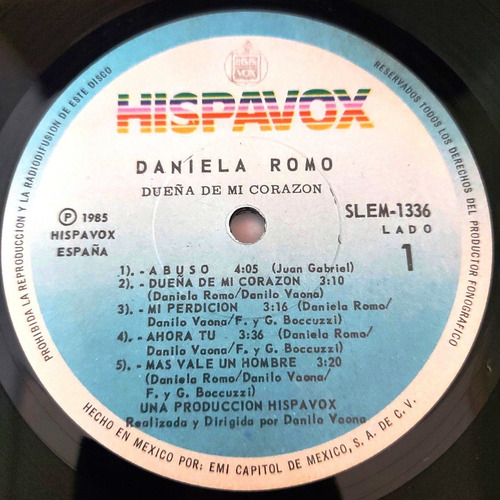 HIS
PA
VOX
HISPAVOX
DANIELA ROMO
DUEÑA DE MI CORAZON
Ⓟ 1985
HISPAVOX
ESPAÑA
SLEM-1336
LADO
1
1). - ABUSO 4:05 (Juan Gabriel)
2). - DUEÑA DE MI CORAZON 3:10
(Daniela Romo/Danilo Vaona)
3). - MI PERDICION 3:16 (Daniela Romo/
Danilo Vaona/F. y G. Boccuzzi)
4). - AHORA TU 3:36 (Daniela Romo/
Danilo Vaona/F. y G. Boccuzzi)
5). - MAS VALE UN HOMBRE 3:20
(Daniela Romo/Danilo Vaona/
F. y G. Boccuzzi)
UNA PRODUCCION HISPAVOX
Realizada y Dirigida por Danilo Vaona
PROHIBIDA LA REPRODUCCION Y LA RADIODIFUSION DE ESTE DISCO
RESERVADOS TODOS LOS DERECHOS DEL PRODUCTOR FONOGRAFICO
HECHO EN MEXICO POR: EMI CAPITOL DE MEXICO, S. A. DE C. V.